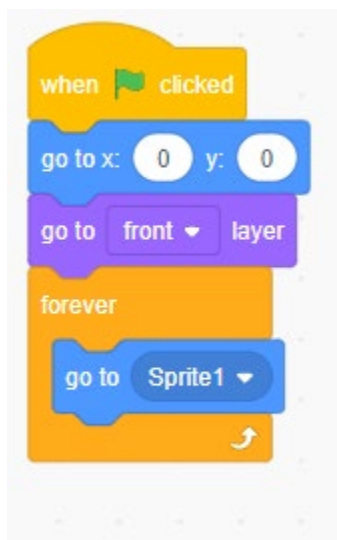 when clicked
go to x: 0 y: 0
go to front layer
forever
go to Sprite1